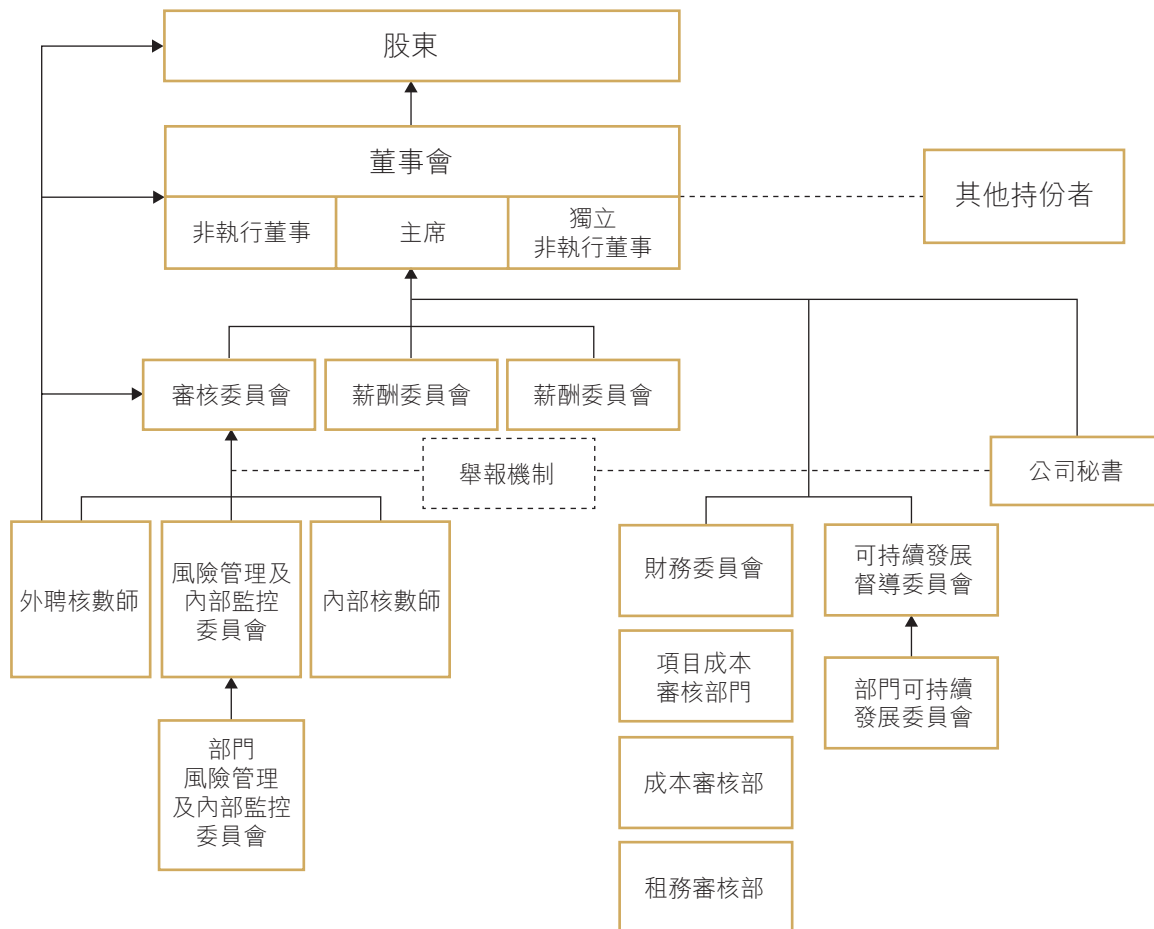 股東
董事會
其他持份者
非執行董事
主席
獨立
非執行董事
審核委員會
薪酬委員會
薪酬委員會
舉報機制
公司秘書
外聘核數師
風險管理及
內部監控
委員會
內部核數師
財務委員會
可持續發展
督導委員會
項目成本
審核部門
部門可持續
發展委員會
部門
風險管理
及內部監控
委員會
成本審核部
租務審核部